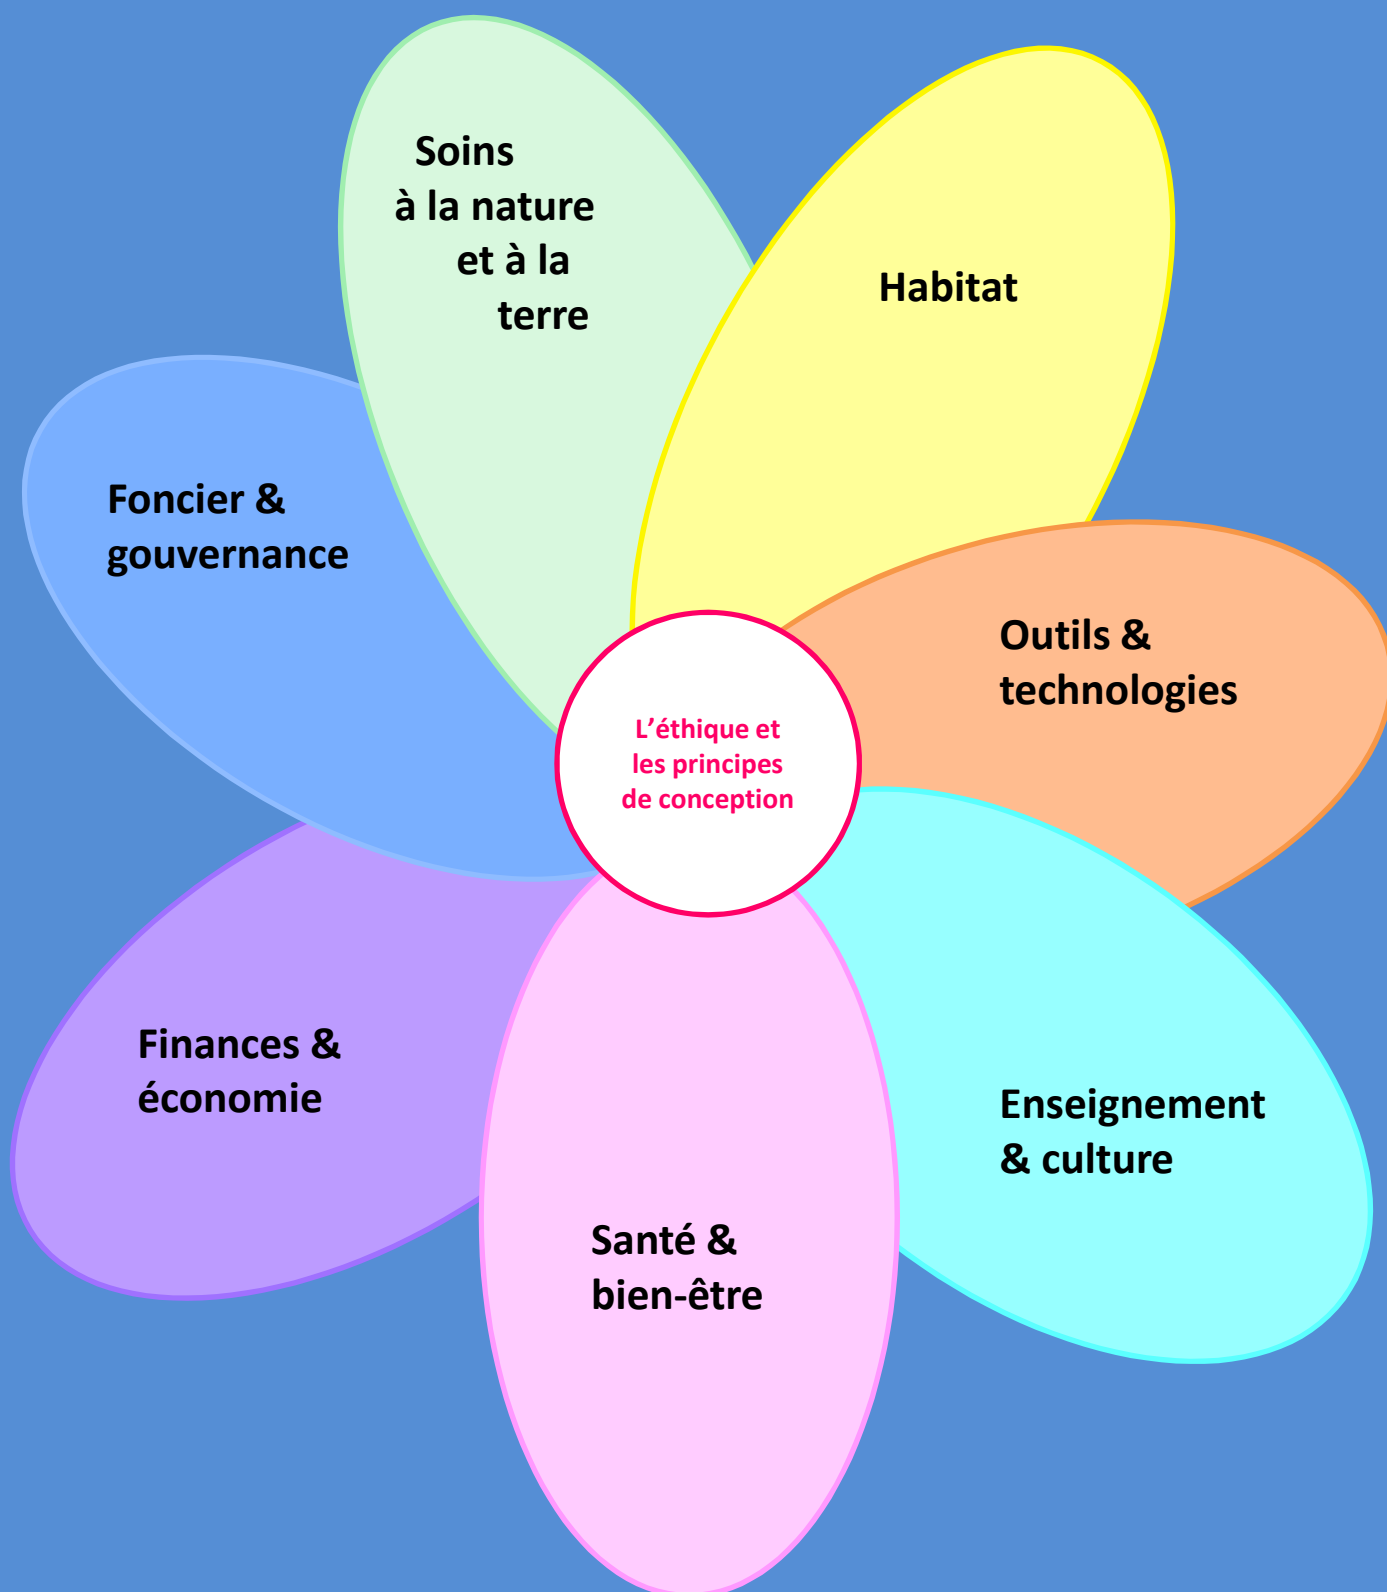 Soins
à la nature
et à la
terre
Habitat
Foncier &
gouvernance
Outils &
technologies
L’éthique et
les principes
de conception
Finances &
économie
Enseignement
& culture
Santé &
bien-être